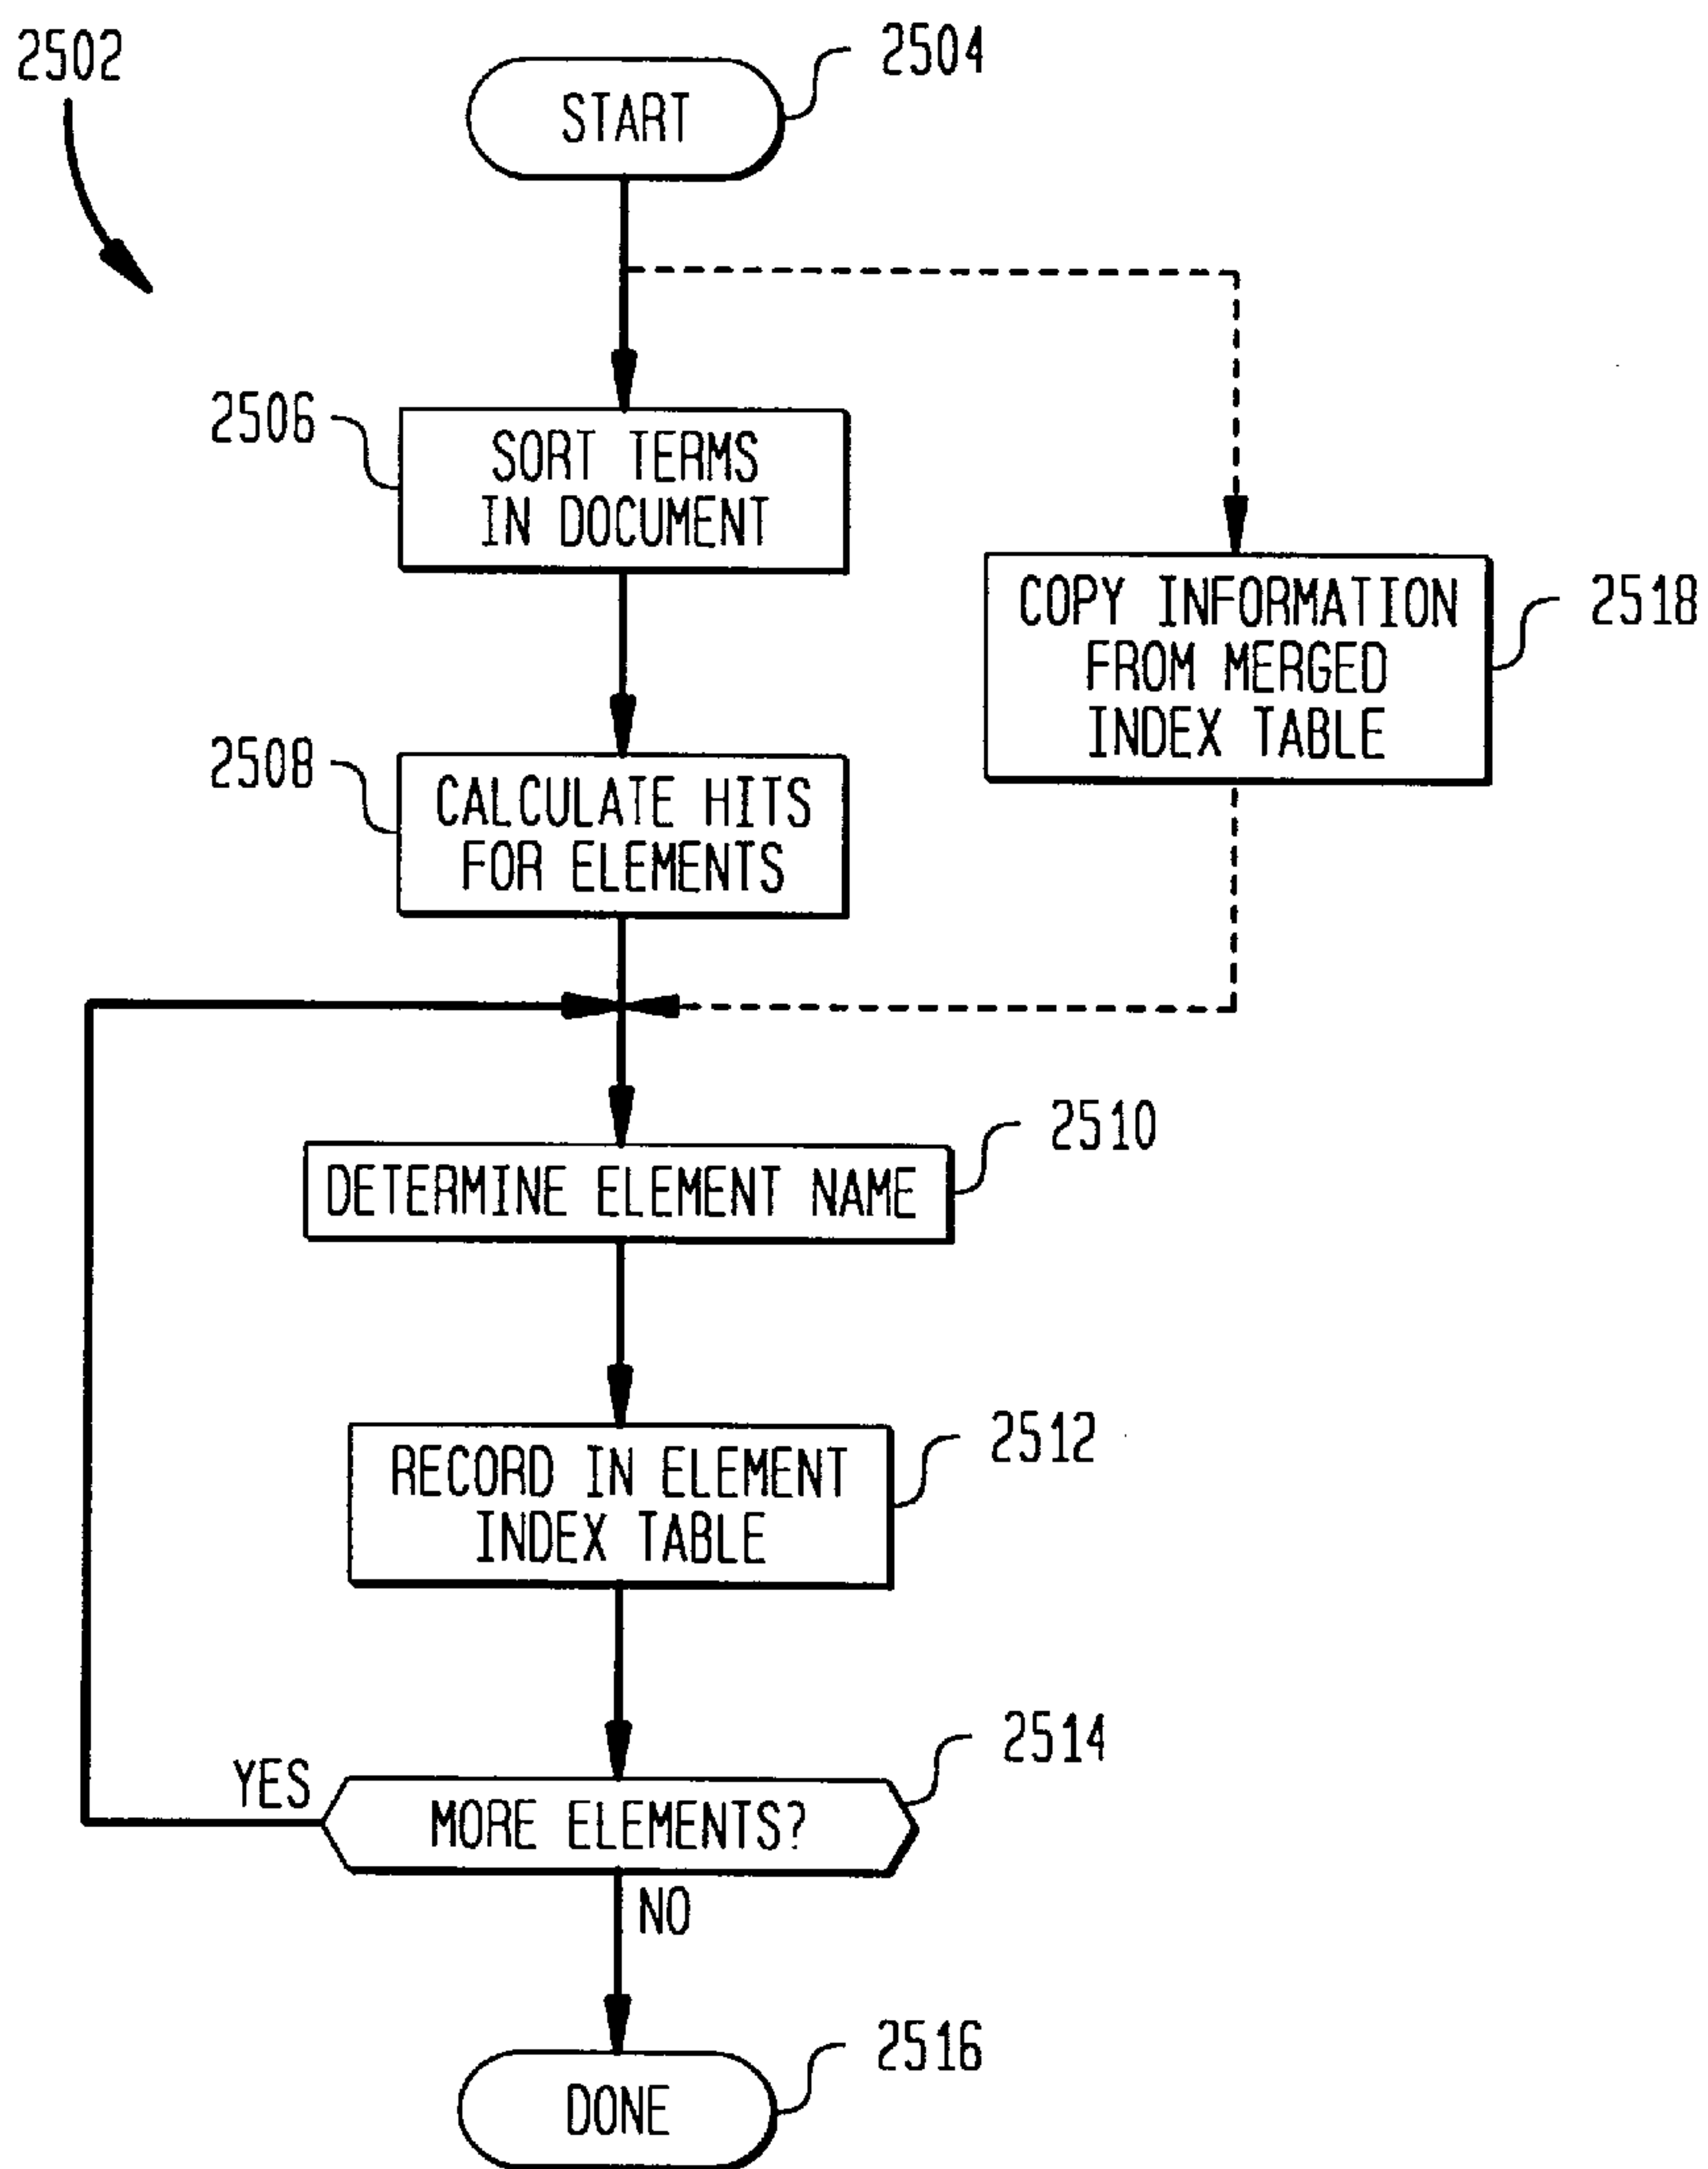 2502
2504
START
2506
SORT TERMS
IN DOCUMENT
COPY INFORMATION
FROM MERGED
INDEX TABLE
2518
2508
CALCULATE HITS
FOR ELEMENTS
2510
DETERMINE ELEMENT NAME
2512
RECORD IN ELEMENT
INDEX TABLE
2514
YES
MORE ELEMENTS?
NO
2516
DONE